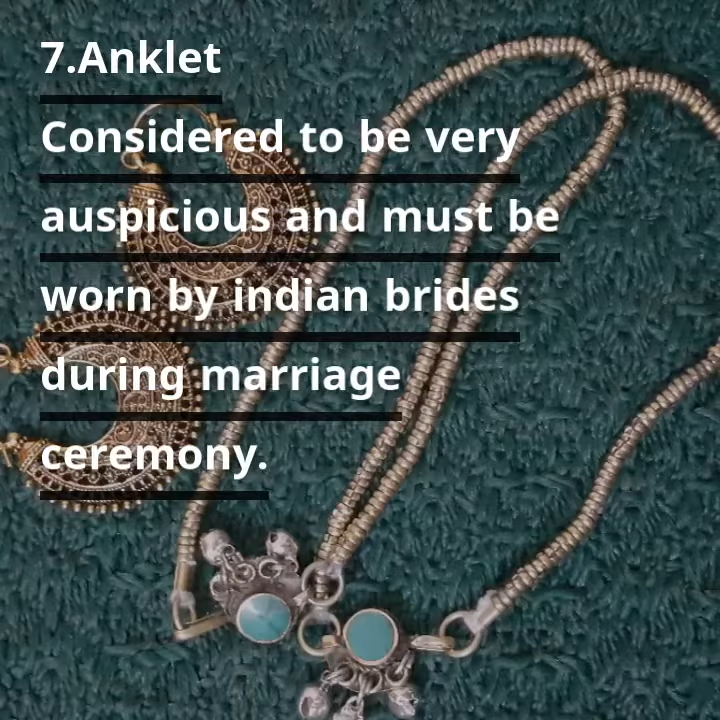 7.Anklet
Considered to be very
auspicious and must be
worn by indian brides
during marriage
ceremony.